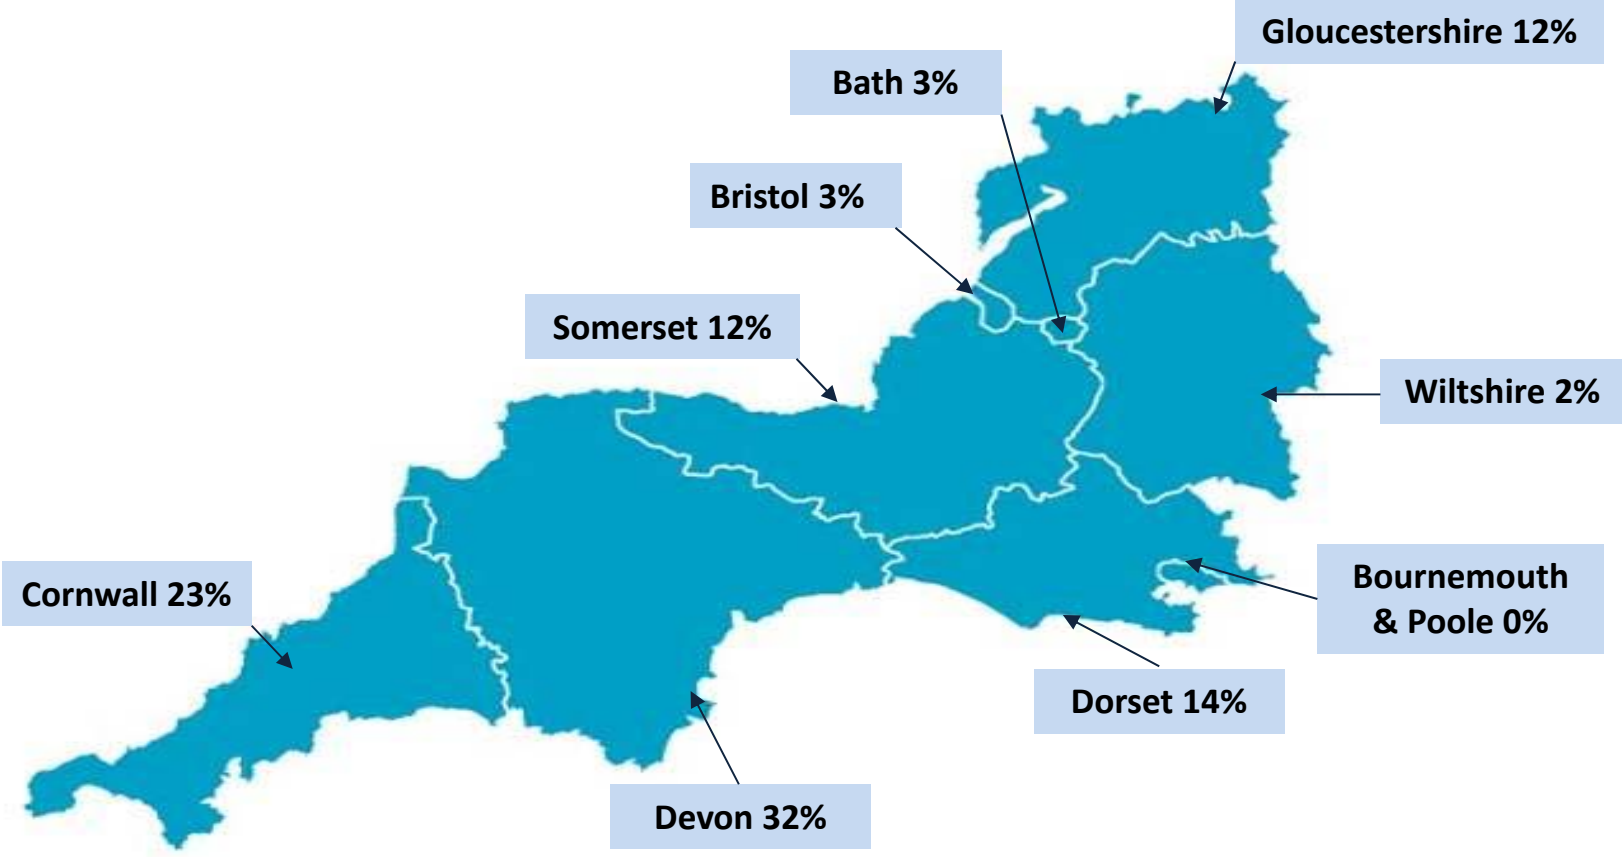 Gloucestershire 12%
Bath 3%
Bristol 3%
Somerset 12%
Wiltshire 2%
Cornwall 23%
Bournemouth
& Poole 0%
Dorset 14%
Devon 32%